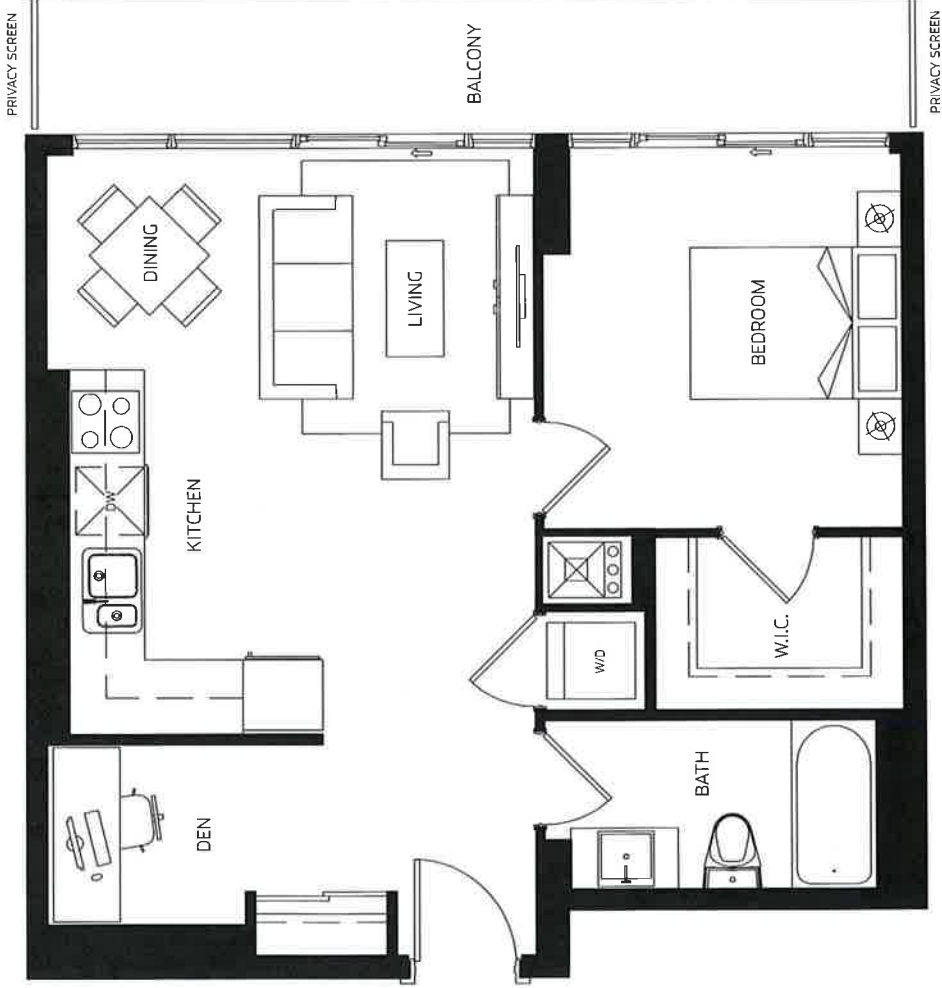 PRIVACY SCREEN
BALCONY
PRIVACY SCREEN
DINING
LIVING
BEDROOM
DW
KITCHEN
W.I.C.
W/D
BATH
DEN